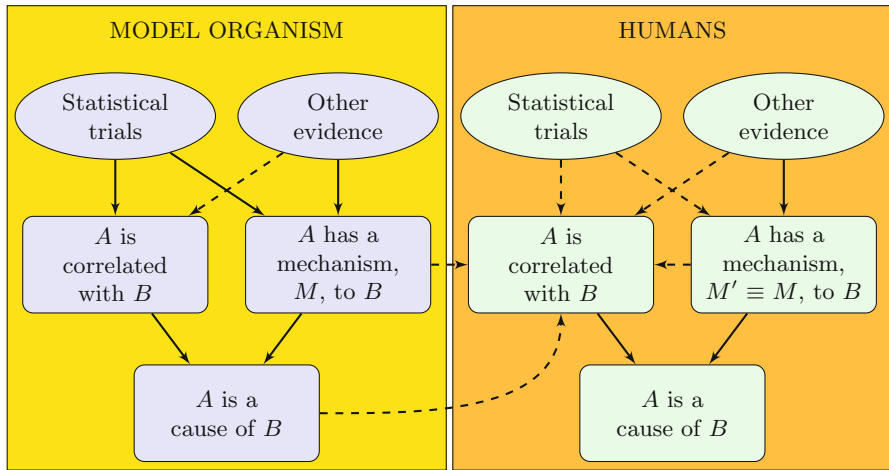 MODEL ORGANISM
Statistical
trials
Other
evidence
A is
correlated
with B
A has a
mechanism,
M, to B
A is a
cause of B
HUMANS
Statistical
trials
Other
evidence
A is
correlated
with B
A has a
mechanism,
M′ ≡ M, to B
A is a
cause of B